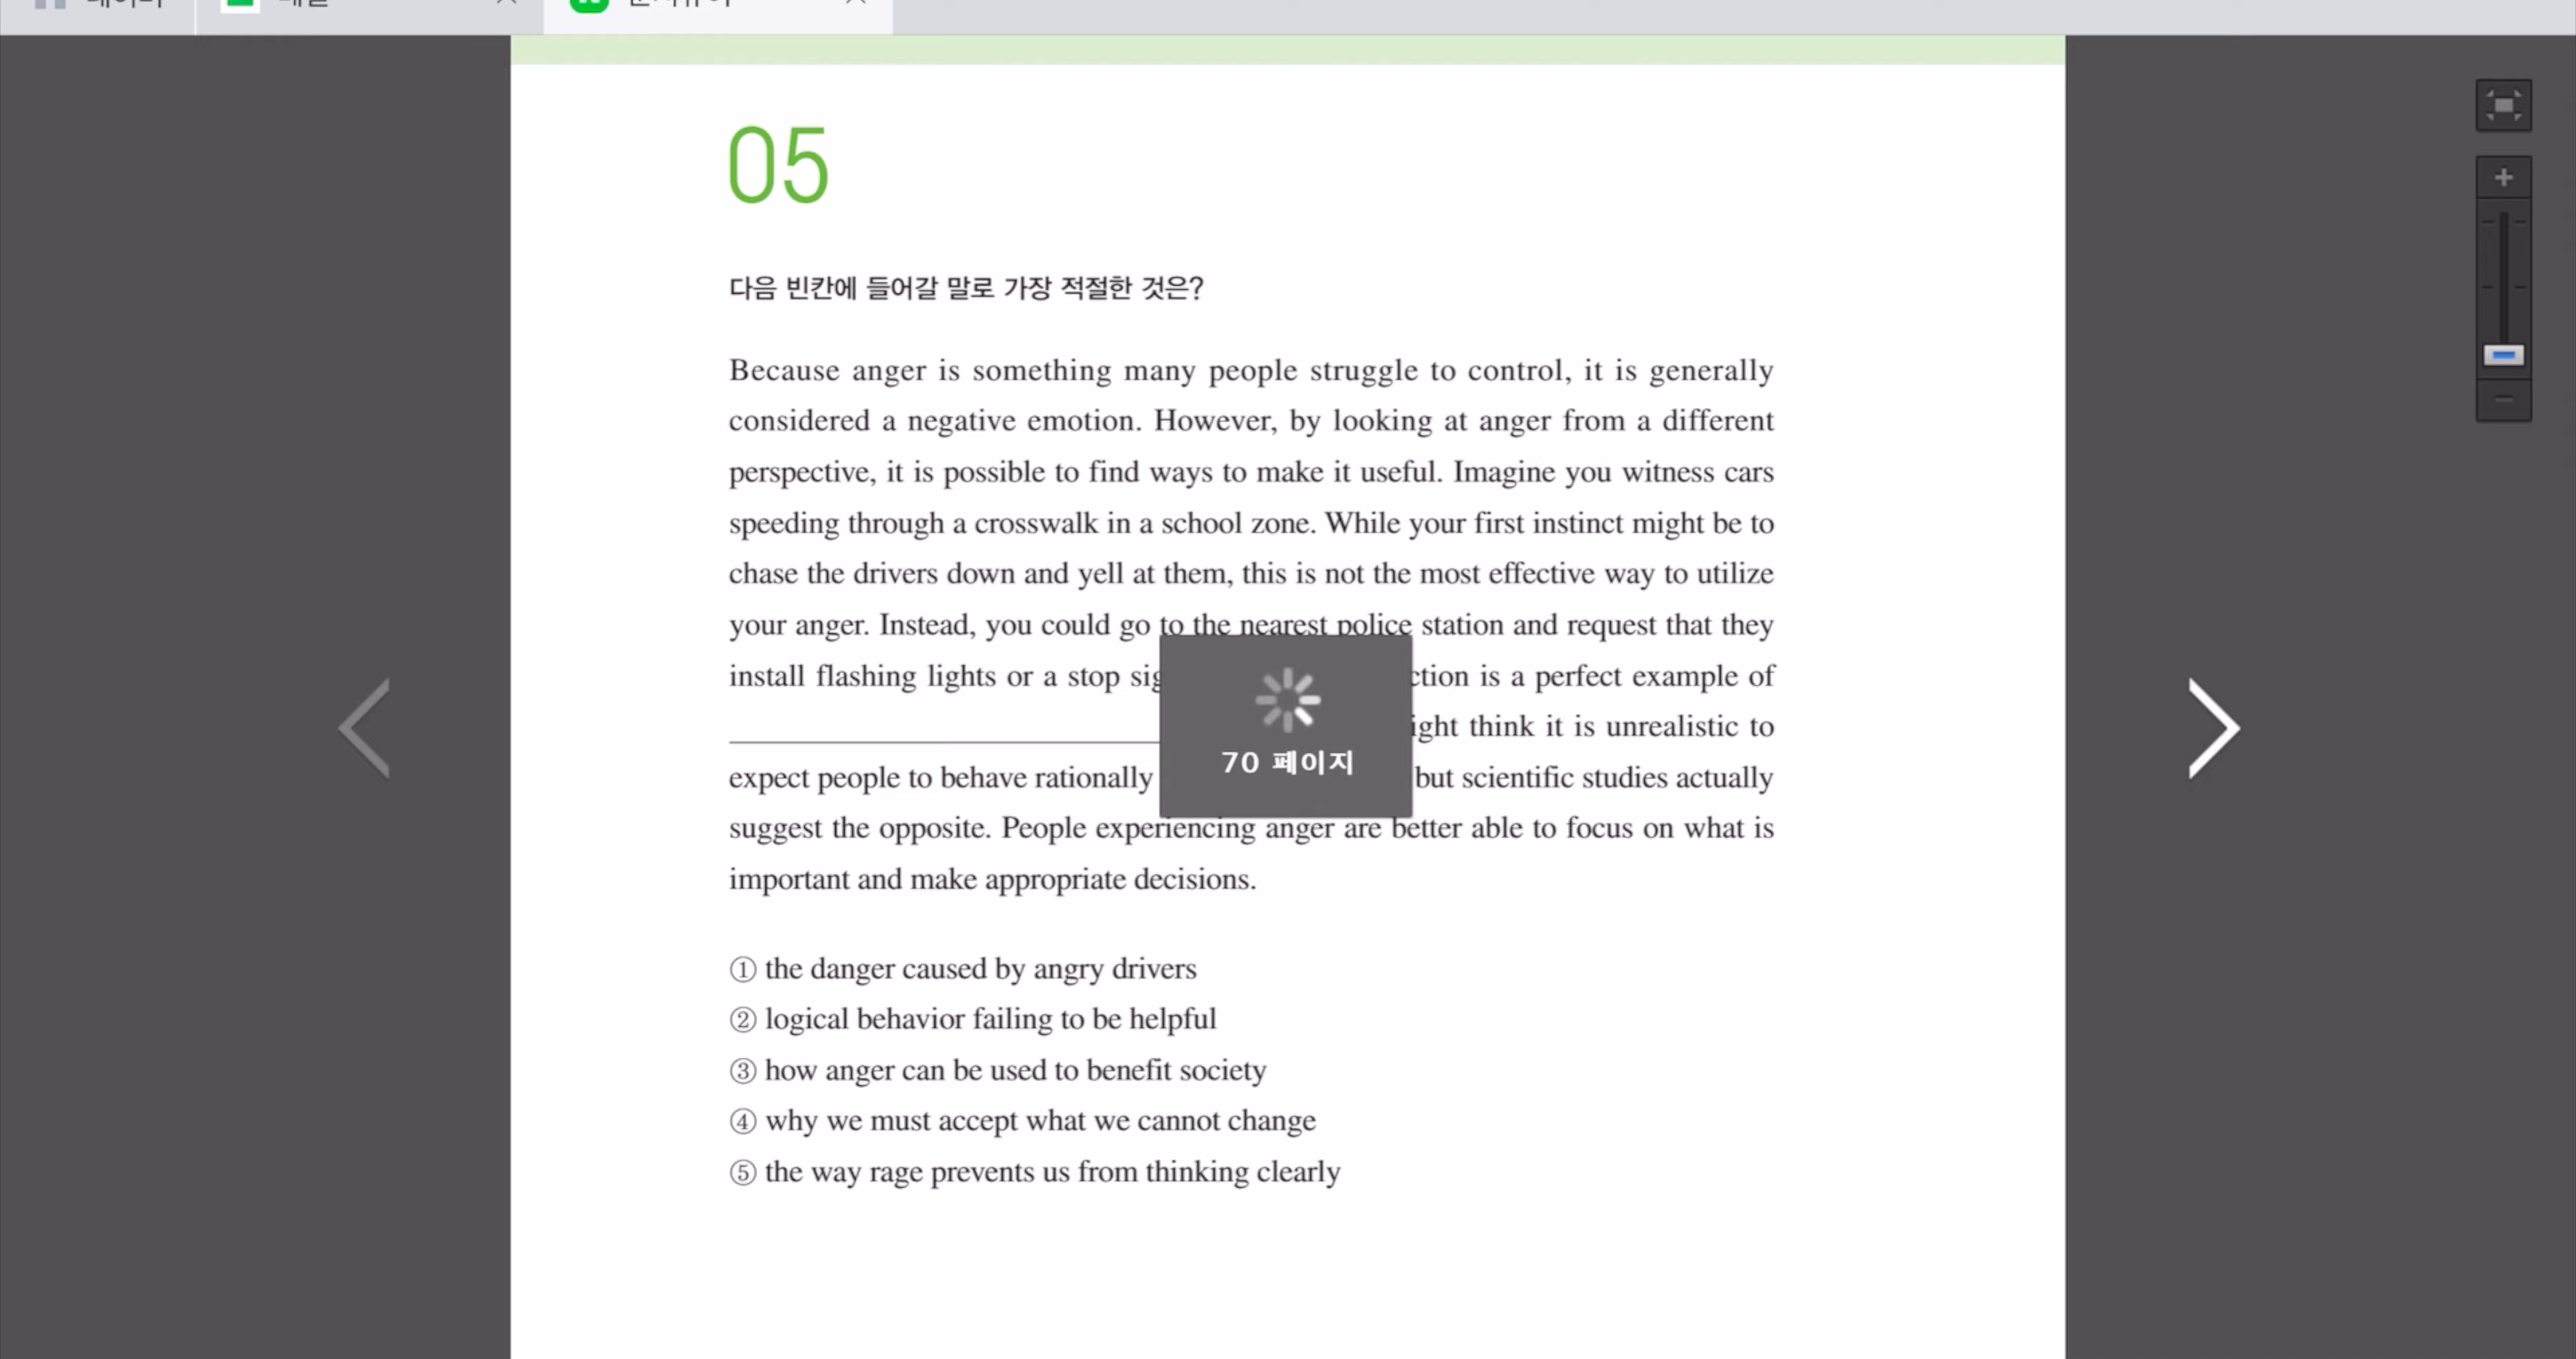 05
다음 빈칸에 들어갈 말로 가장 적절한 것은?
Because anger is something many people struggle to control, it is generally
considered a negative emotion. However, by looking at anger from a different
perspective, it is possible to find ways to make it useful. Imagine you witness cars
speeding through a crosswalk in a school zone. While your first instinct might be to
chase the drivers down and yell at them, this is not the most effective way to utilize
your anger. Instead, you could go to the nearest police station and request that they
install flashing lights or a stop is a perfect example of
think it is unrealistic to
70 페이지
expect people to behave rationally but scientific studies actually
suggest the opposite. People experiencing anger are better able to focus on what is
important and make appropriate decisions.
① the danger caused by angry drivers
② logical behavior failing to be helpful
③ how anger can be used to benefit society
④ why we must accept what we cannot change
⑤ the way rage prevents us from thinking clearly